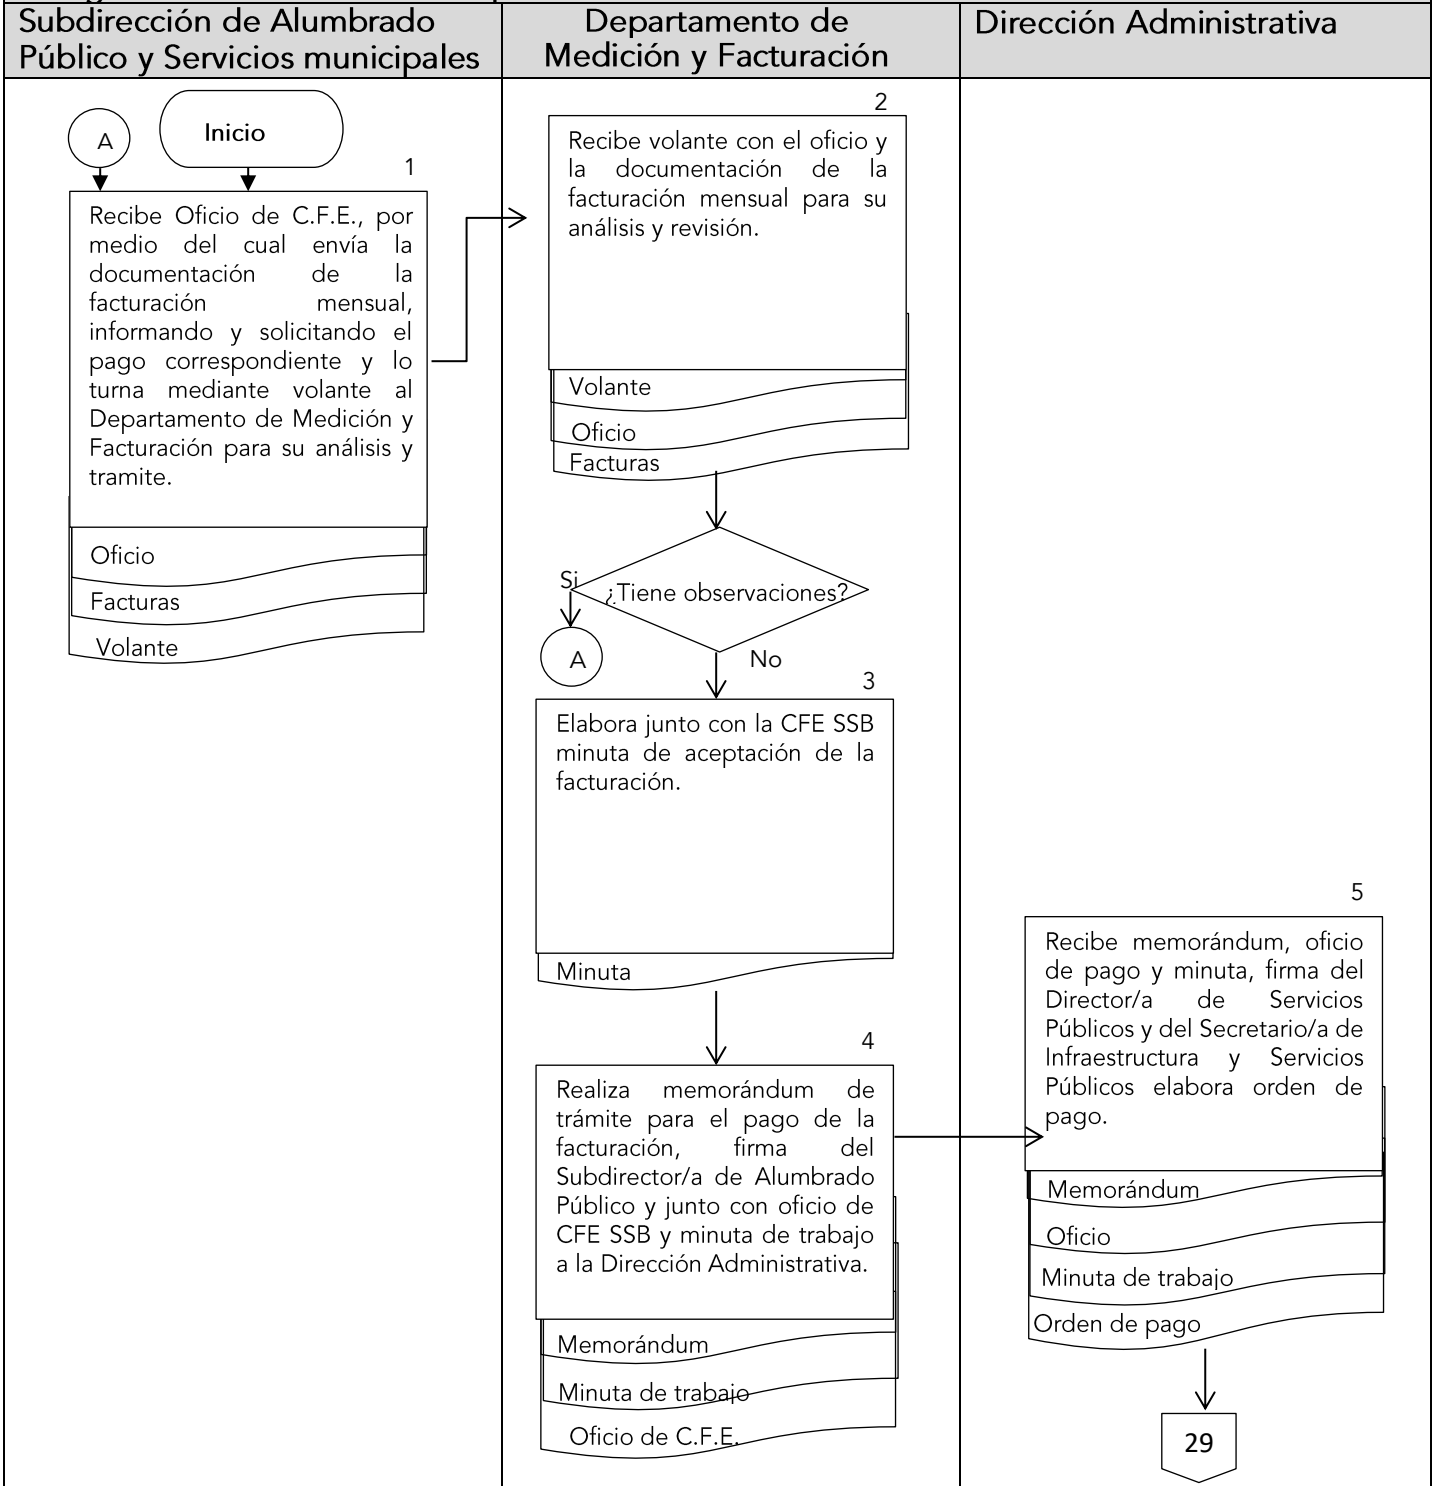 Subdirección de Alumbrado
Público y Servicios municipales
Departamento de
Medición y Facturación
Dirección Administrativa
A
Inicio
1
Recibe Oficio de C.F.E., por
medio del cual envía la
documentación de la
facturación mensual,
informando y solicitando el
pago correspondiente y lo
turna mediante volante al
Departamento de Medición y
Facturación para su análisis y
tramite.
Oficio
Facturas
Volante
2
Recibe volante con el oficio y
la documentación de la
facturación mensual para su
análisis y revisión.
Volante
Oficio
Facturas
¿Tiene observaciones?
Si
A
No
3
Elabora junto con la CFE SSB
minuta de aceptación de la
facturación.
Minuta
4
Realiza memorándum de
trámite para el pago de la
facturación, firma del
Subdirector/a de Alumbrado
Público y junto con oficio de
CFE SSB y minuta de trabajo
a la Dirección Administrativa.
Memorándum
Minuta de trabajo
Oficio de C.F.E.
5
Recibe memorándum, oficio
de pago y minuta, firma del
Director/a de Servicios
Públicos y del Secretario/a de
Infraestructura y Servicios
Públicos elabora orden de
pago.
Memorándum
Oficio
Minuta de trabajo
Orden de pago
29